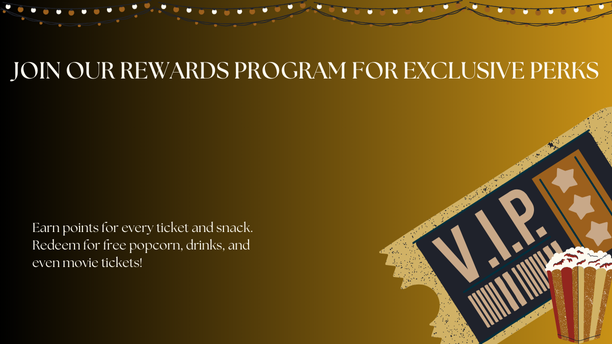 JOIN OUR REWARDS PROGRAM FOR EXCLUSIVE PERKS
Earn points for every ticket and snack.
Redeem for free popcorn, drinks, and
even movie tickets!
V.I.P.